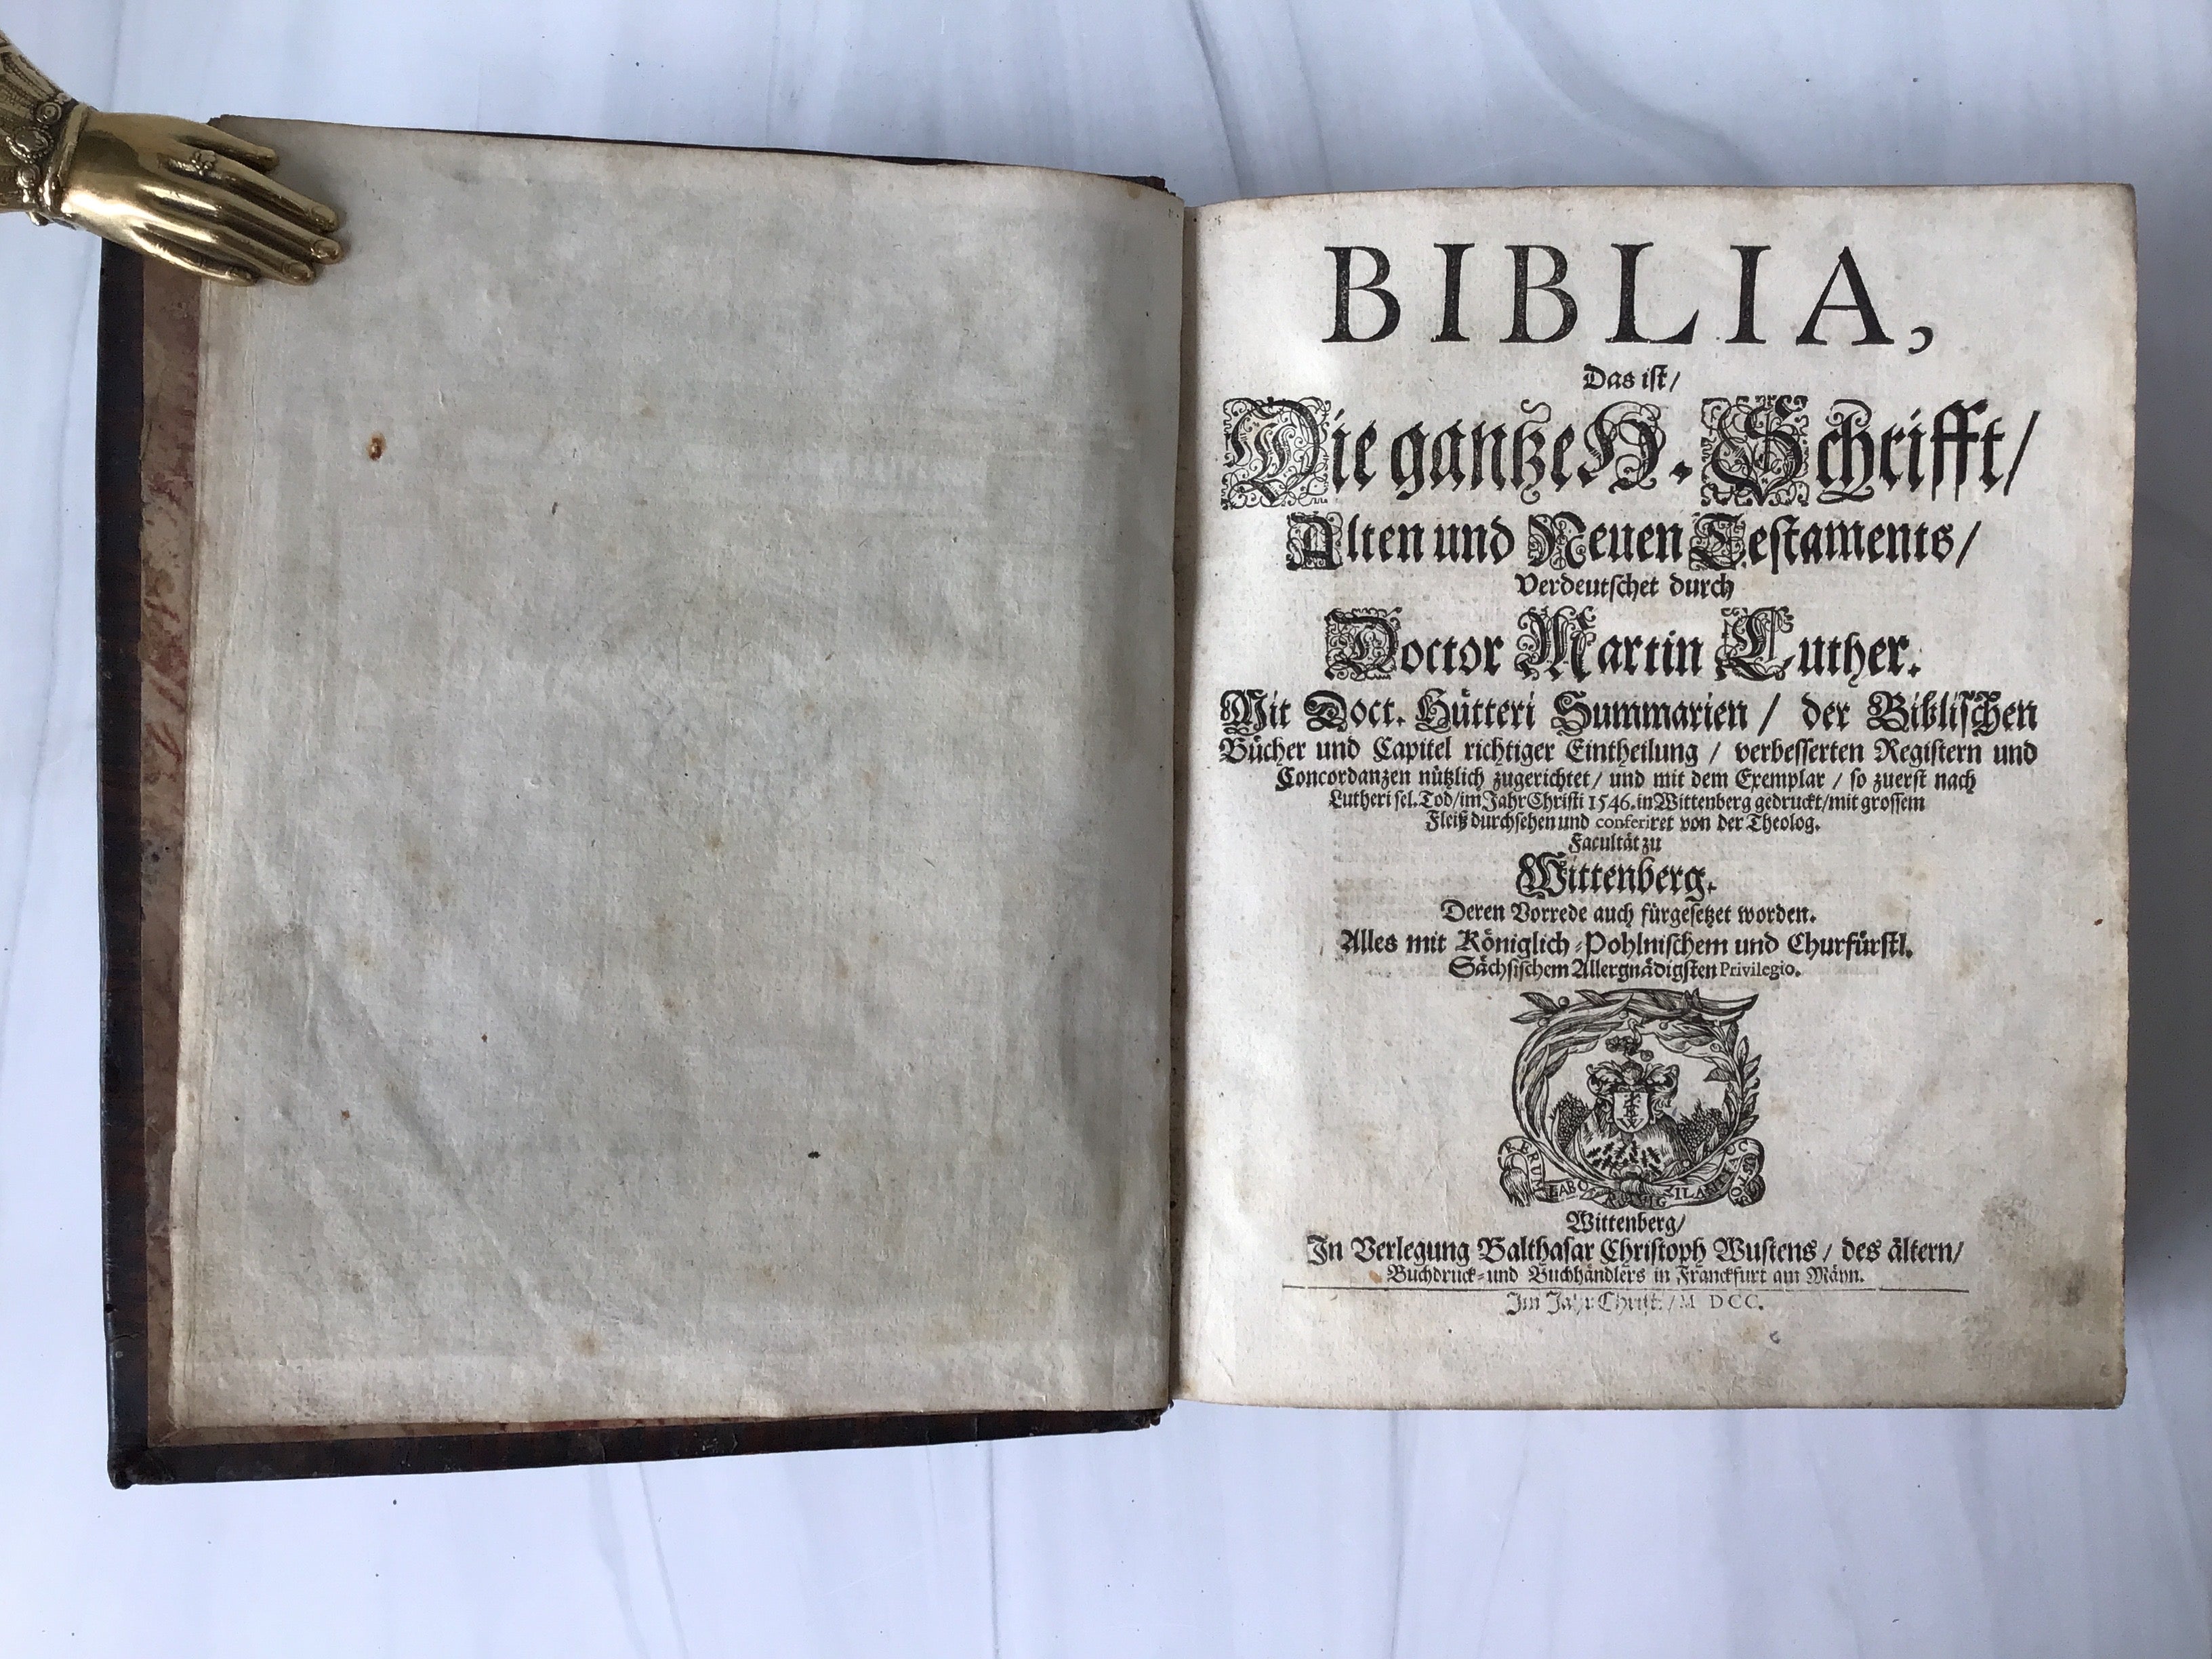 BIBLIA,
Das ist/
Die gantze H. Schrifft/
Alten und Neuen Testaments/
Verdeutschet durch
Doctor Martin Luther.
Mit Doct. Hütteri Summarien / der Biblischen
Bücher und Capitel richtiger Eintheilung / verbesserten Registern und
Concordanzen nützlich zugerichtet / und mit dem Exemplar / so zuerst nach
Lutheri sel. Tod / im Jahr Christi 1546. in Wittenberg gedruckt / mit grossem
Fleiß durchsehen und conferiret von der Theolog.
Facultät zu
Wittenberg.
Deren Vorrede auch fürgesetzet worden.
Alles mit Königlich-Pohlnischem und Churfürstl.
Sächsischem Allergnädigsten Privilegio.
Wittenberg/
In Verlegung Balthasar Christoph Wustens / des ältern/
Buchdruck- und Buchhändlers in Franckfurt am Mäyn.
Im Jahr Christi / M DCC.